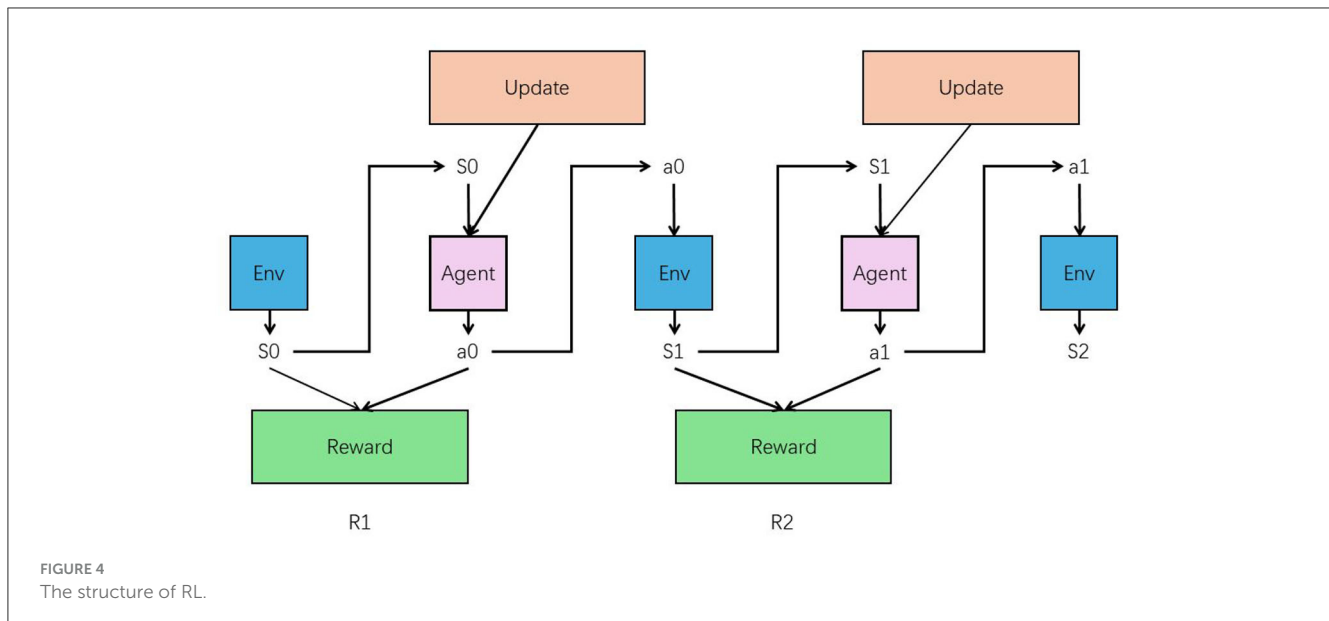 Update
Update
S0
a0
S1
a1
Env
Agent
Env
Agent
Env
S0
a0
S1
a1
S2
Reward
Reward
R1
R2
FIGURE 4
The structure of RL.